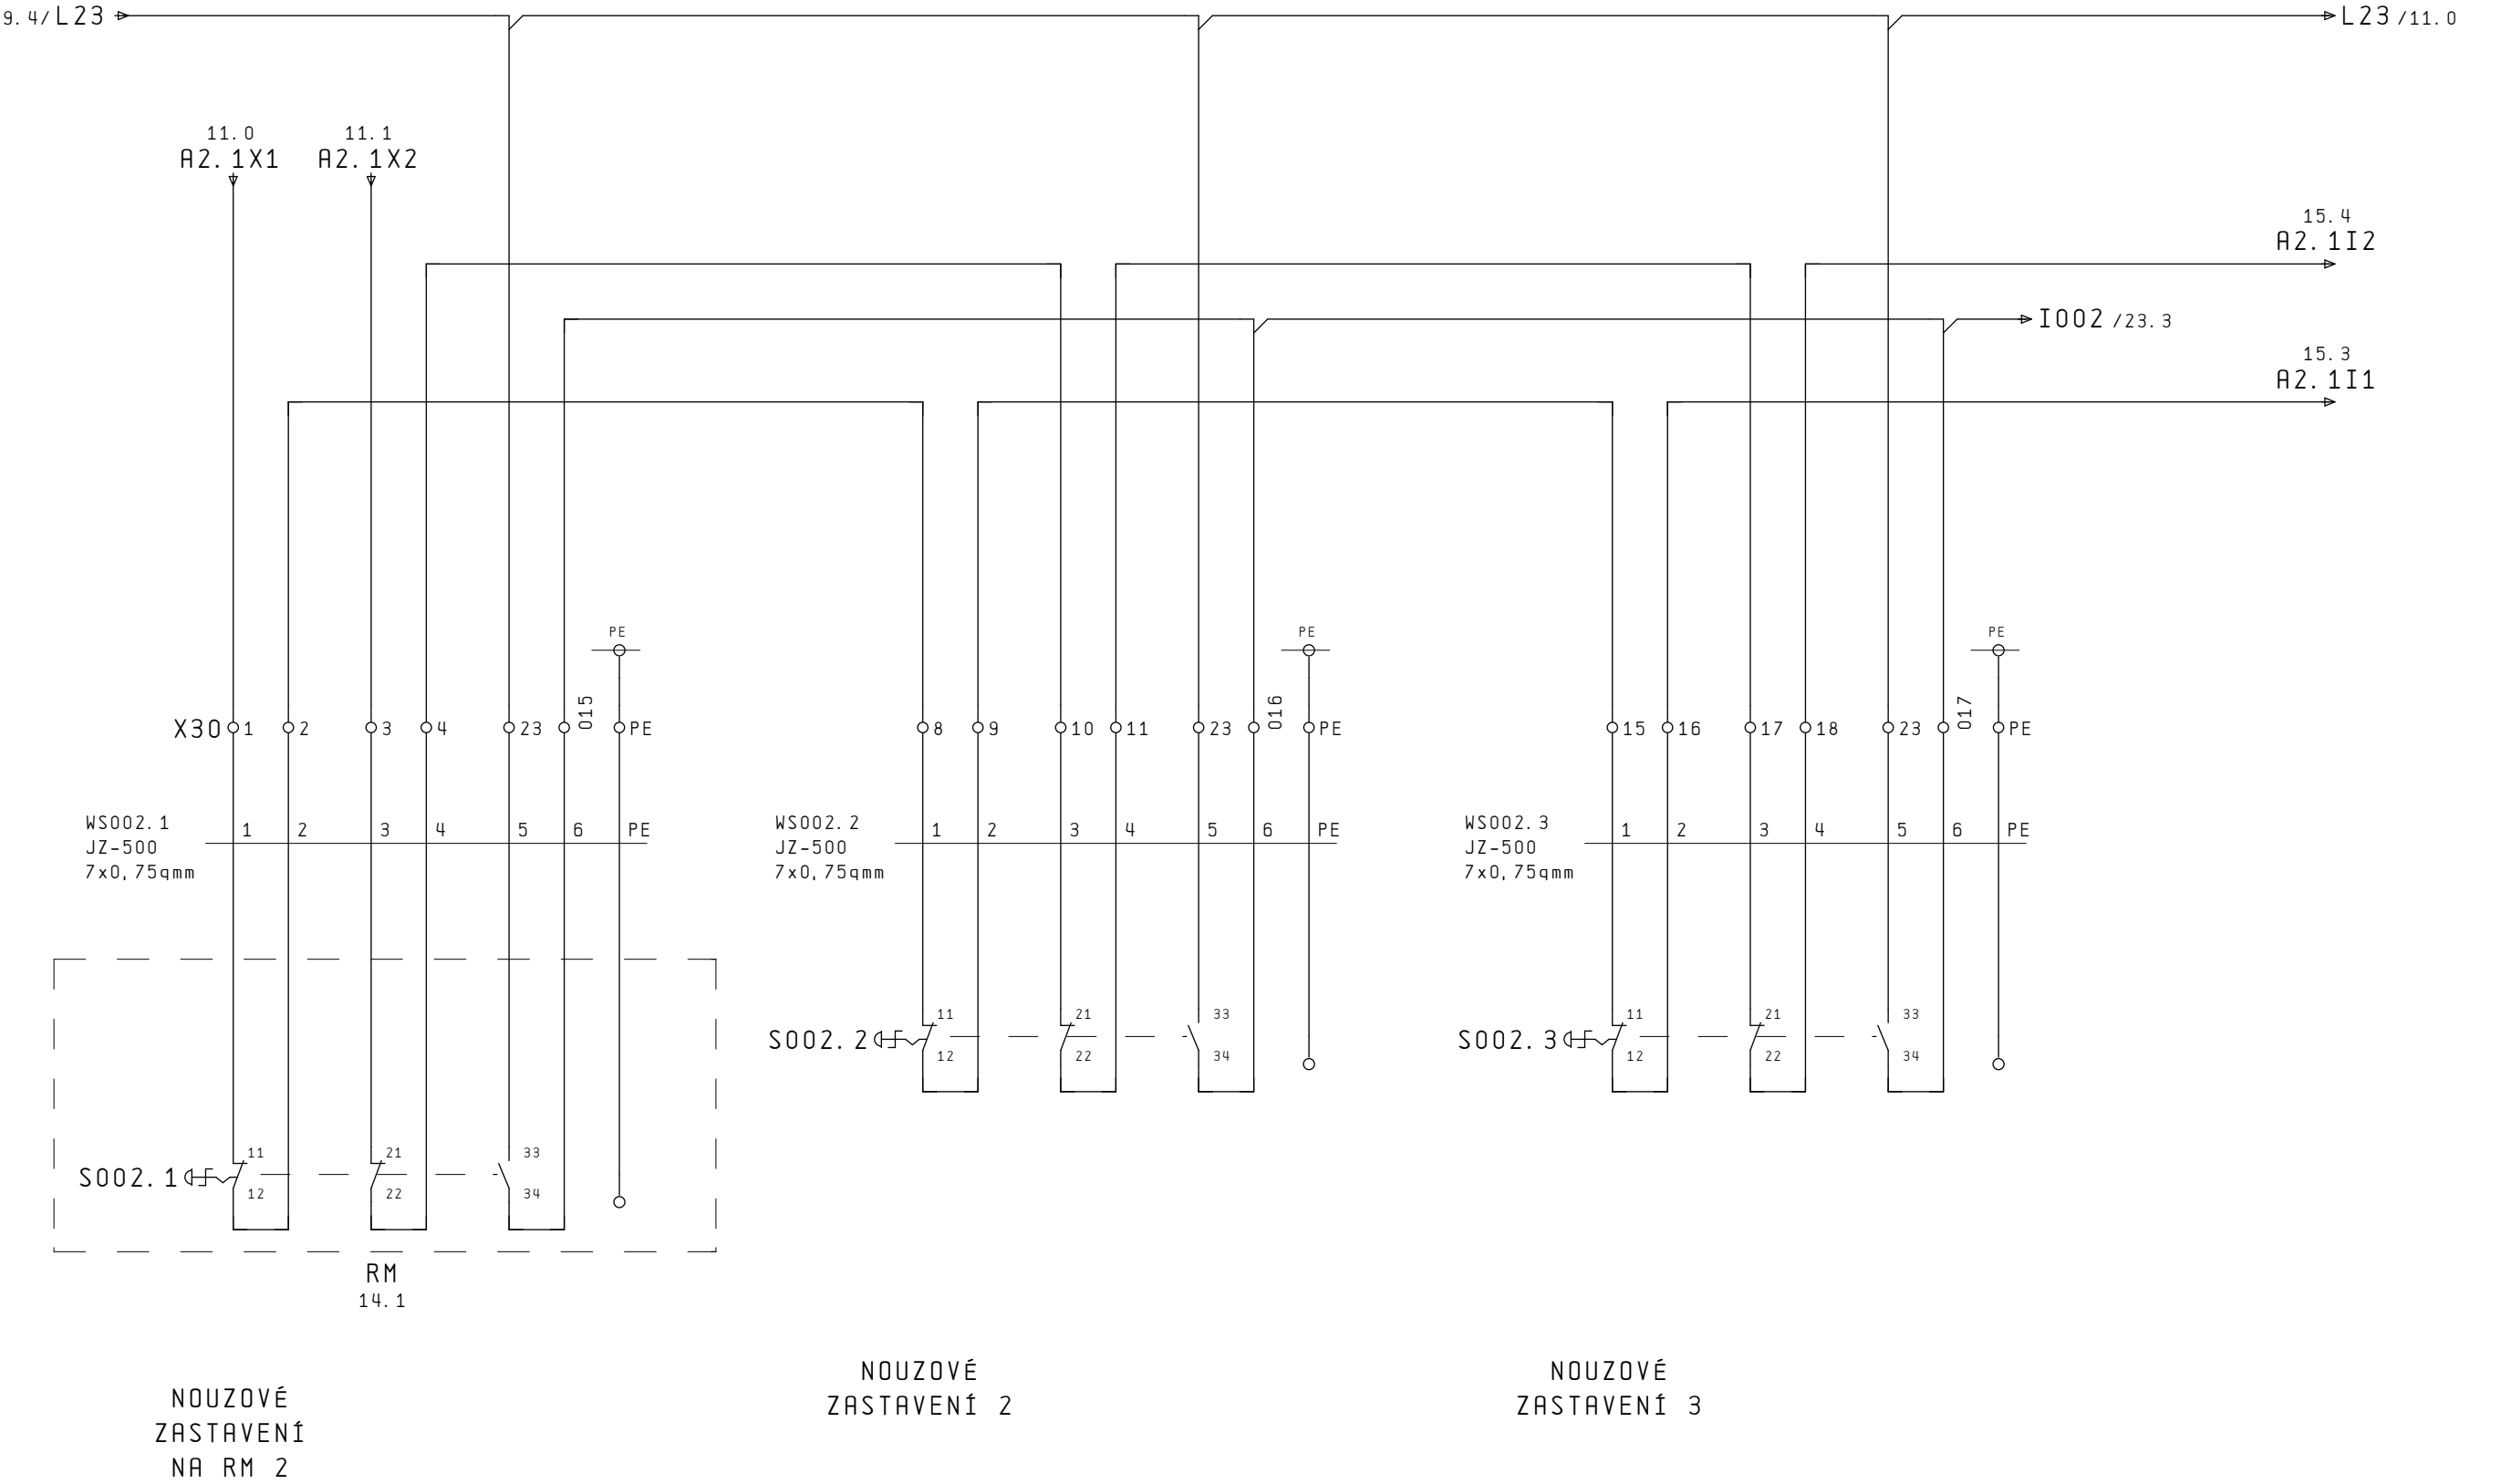 9.4/L23
L23/11.0
11.0
A2.1X1
11.1
A2.1X2
15.4
A2.1I2
I002/23.3
15.3
A2.1I1
PE
PE
PE
X30 1 2 3 4 23 015 PE
8 9 10 11 23 016 PE
15 16 17 18 23 017 PE
WS002.1
JZ-500
7x0,75qmm
1 2 3 4 5 6 PE
WS002.2
JZ-500
7x0,75qmm
1 2 3 4 5 6 PE
WS002.3
JZ-500
7x0,75qmm
1 2 3 4 5 6 PE
11 21 33
S002.2
12 22 34
11 21 33
S002.3
12 22 34
11 21 33
S002.1
12 22 34
RM
14.1
NOUZOVÉ
ZASTAVENÍ
NA RM 2
NOUZOVÉ
ZASTAVENÍ 2
NOUZOVÉ
ZASTAVENÍ 3